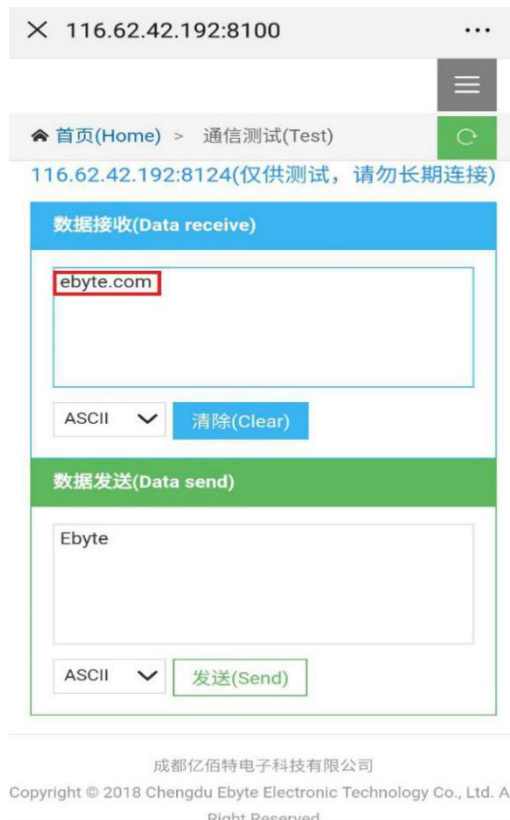 116.62.42.192:8100
首页(Home) > 通信测试(Test)
116.62.42.192:8124(仅供测试，请勿长期连接)
数据接收(Data receive)
ebyte.com
ASCII 清除(Clear)
数据发送(Data send)
Ebyte
ASCII 发送(Send)
成都亿佰特电子科技有限公司
Copyright © 2018 Chengdu Ebyte Electronic Technology Co., Ltd. A
Right Reserved